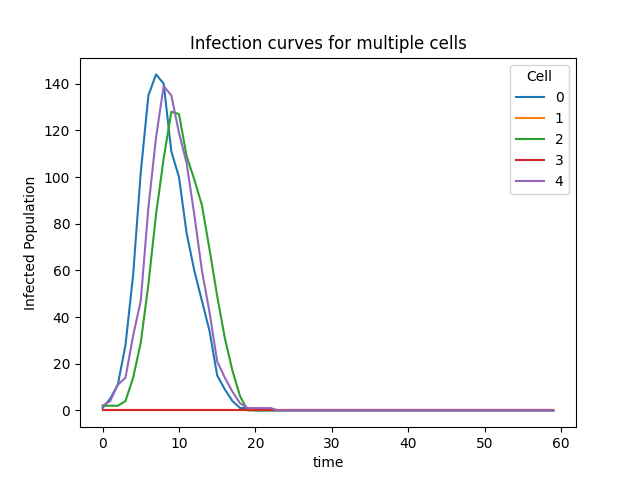 Infection curves for multiple cells
Infected Population
140
120
100
80
60
40
20
0
0 10 20 30 40 50 60
time
Cell
0
1
2
3
4